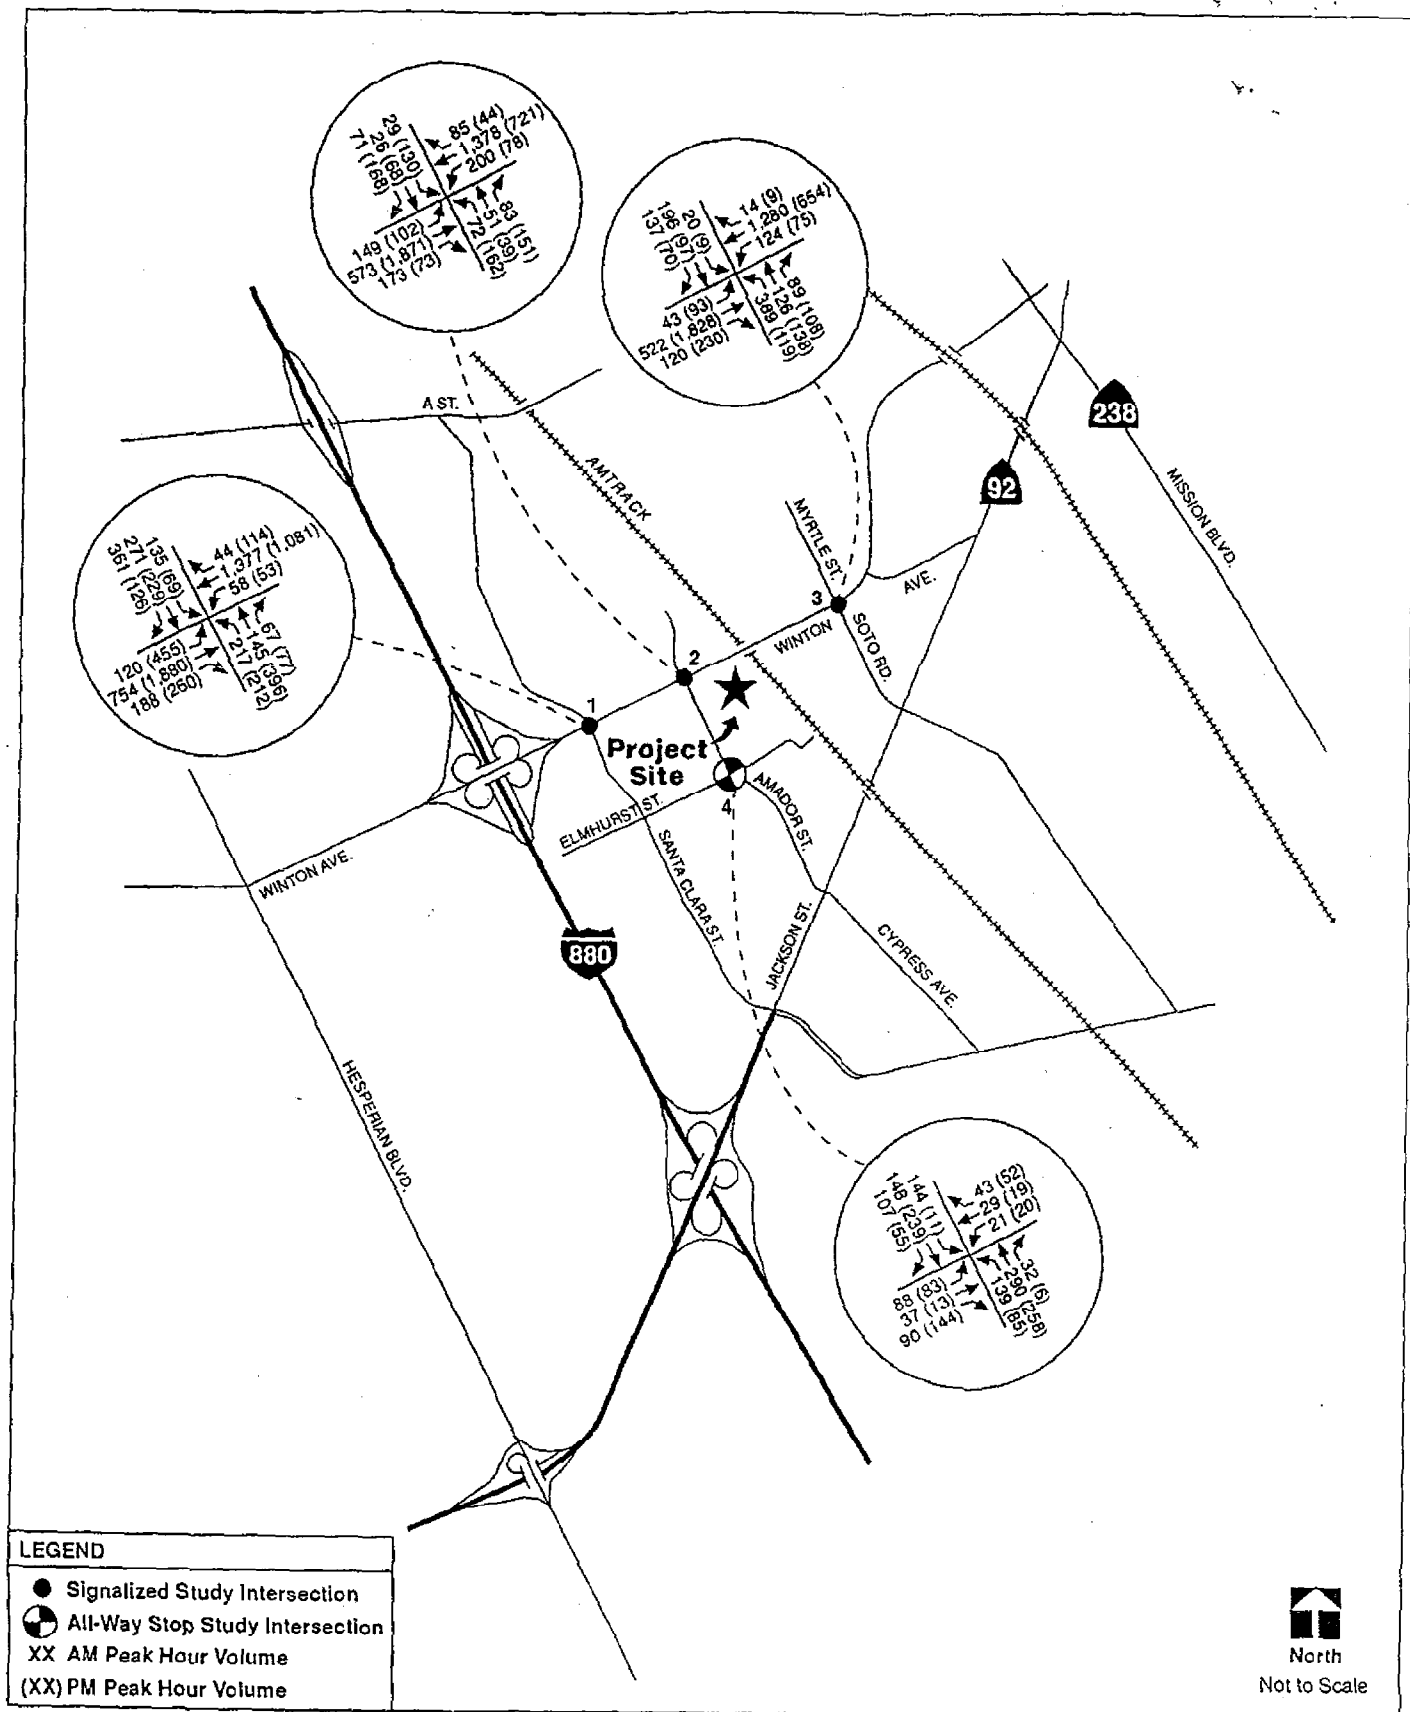 29 (130)
26 (68)
71 (168)
85 (44)
1,378 (721)
200 (78)
149 (102)
573 (1,871)
173 (73)
83 (151)
51 (39)
72 (162)
20 (9)
196 (97)
137 (70)
14 (9)
1,280 (654)
124 (75)
43 (93)
522 (1,828)
120 (230)
89 (108)
126 (738)
389 (119)
A ST.
AMTRACK
238
92
MISSION BLVD.
MYRTLE ST.
135 (69)
271 (229)
361 (126)
44 (114)
1,377 (1,081)
58 (53)
120 (455)
754 (1,880)
188 (260)
67 (77)
145 (396)
217 (212)
3
AVE.
WINTON
SOTO RD.
2
1
Project
Site
4
ELMHURST ST.
AMADOR ST.
SANTA CLARA ST.
WINTON AVE.
880
JACKSON ST.
CYPRESS AVE.
HESPERIAN BLVD.
144 (11)
148 (239)
107 (55)
43 (52)
29 (19)
21 (20)
88 (83)
37 (13)
90 (144)
32 (6)
290 (258)
139 (85)
LEGEND
Signalized Study Intersection
All-Way Stop Study Intersection
XX AM Peak Hour Volume
(XX) PM Peak Hour Volume
North
Not to Scale